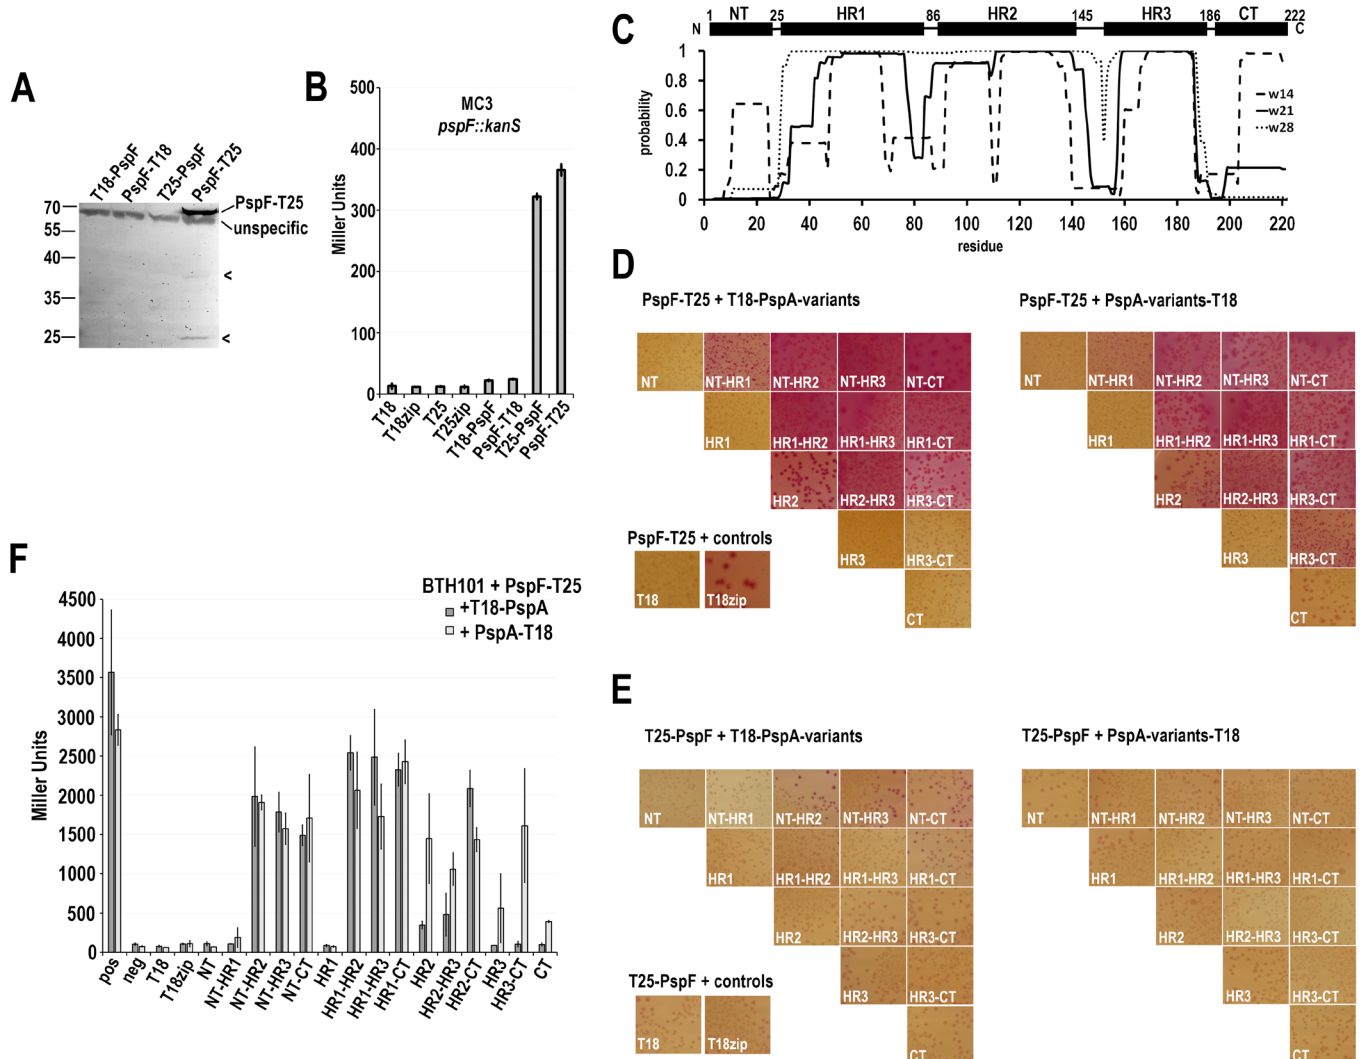 A
T18-PspF
PspF-T18
T25-PspF
PspF-T25
70
55
40
35
25
PspF-T25
unspecific
<
<
B
MC3
pspF::kanS
Miller Units
500
400
300
200
100
0
T18
T18zip
T25
T25zip
T18-PspF
PspF-T18
T25-PspF
PspF-T25
C
1 NT 25 HR1 86 HR2 145 HR3 186 CT 222
N C
probability
1
0.8
0.6
0.4
0.2
0
w14
w21
w28
0 20 40 60 80 100 120 140 160 180 200 220
residue
D
PspF-T25 + T18-PspA-variants
NT NT-HR1 NT-HR2 NT-HR3 NT-CT
HR1 HR1-HR2 HR1-HR3 HR1-CT
HR2 HR2-HR3 HR3-CT
HR3 HR3-CT
CT
PspF-T25 + controls
T18 T18zip
PspF-T25 + PspA-variants-T18
NT NT-HR1 NT-HR2 NT-HR3 NT-CT
HR1 HR1-HR2 HR1-HR3 HR1-CT
HR2 HR2-HR3 HR3-CT
HR3 HR3-CT
CT
E
T25-PspF + T18-PspA-variants
NT NT-HR1 NT-HR2 NT-HR3 NT-CT
HR1 HR1-HR2 HR1-HR3 HR1-CT
HR2 HR2-HR3 HR3-CT
HR3 HR3-CT
CT
T25-PspF + controls
T18 T18zip
T25-PspF + PspA-variants-T18
NT NT-HR1 NT-HR2 NT-HR3 NT-CT
HR1 HR1-HR2 HR1-HR3 HR1-CT
HR2 HR2-HR3 HR3-CT
HR3 HR3-CT
CT
F
BTH101 + PspF-T25
+T18-PspA
+ PspA-T18
Miller Units
4500
4000
3500
3000
2500
2000
1500
1000
500
0
pos
neg
T18
T18zip
NT
NT-HR1
NT-HR2
NT-HR3
NT-CT
HR1
HR1-HR2
HR1-HR3
HR1-CT
HR2
HR2-HR3
HR2-CT
HR3
HR3-CT
CT